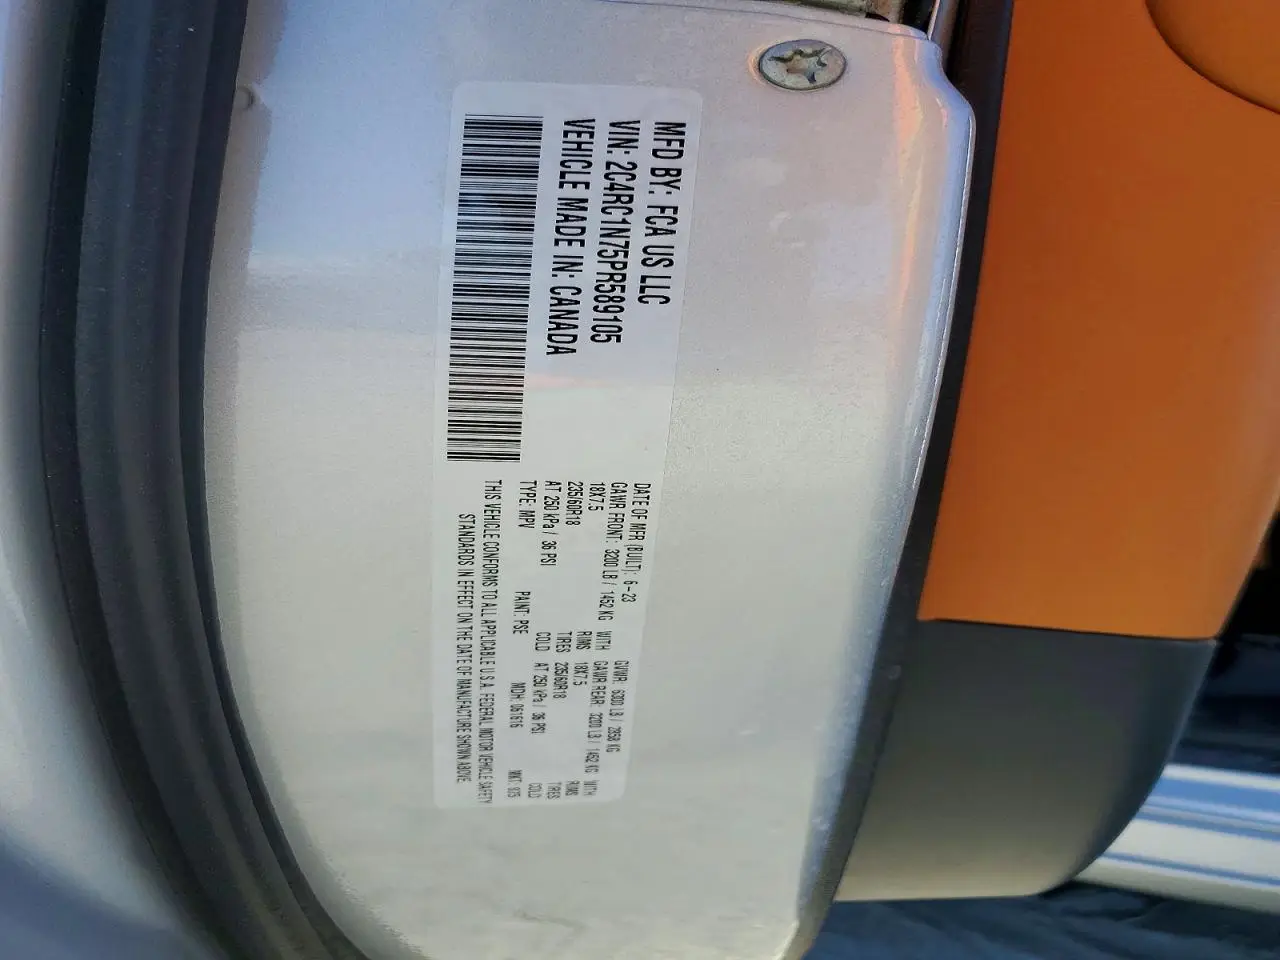 MFD BY: FCA US LLC
VIN: 2C4RC1N75PR589105
VEHICLE MADE IN: CANADA
DATE OF MFR (BUILT): 6-23 GVWR: 6300 LB / 2858 KG
GAWR FRONT: 3200 LB / 1452 KG WITH GAWR REAR: 3200 LB / 1452 KG WITH
18X7.5 RIMS 18X7.5 RIMS
235/60R18 TIRES 235/60R18 TIRES
AT 250 kPa / 36 PSI COLD AT 250 kPa / 36 PSI COLD
TYPE: MPV PAINT: PSE MDH: 061616
THIS VEHICLE CONFORMS TO ALL APPLICABLE U.S.A. FEDERAL MOTOR VEHICLE SAFETY
STANDARDS IN EFFECT ON THE DATE OF MANUFACTURE SHOWN ABOVE.